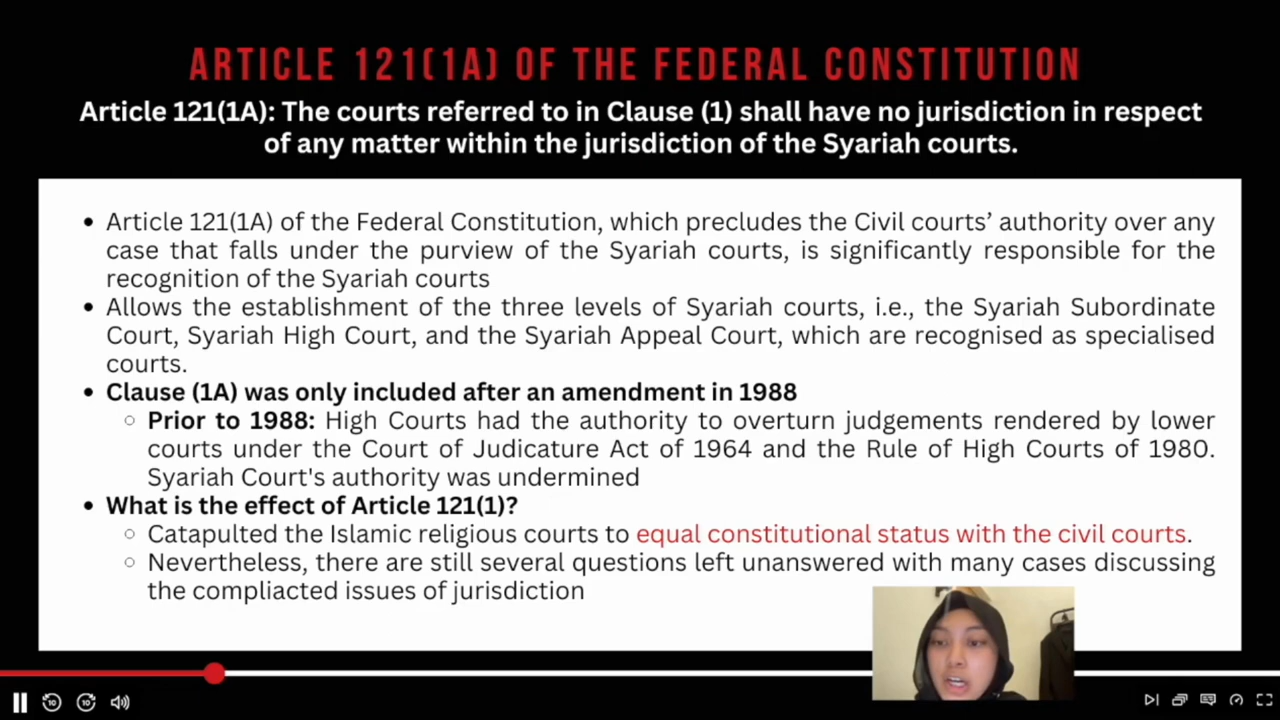 ARTICLE 121(1A) OF THE FEDERAL CONSTITUTION
Article 121(1A): The courts referred to in Clause (1) shall have no jurisdiction in respect
of any matter within the jurisdiction of the Syariah courts.
• Article 121(1A) of the Federal Constitution, which precludes the Civil courts’ authority over any
case that falls under the purview of the Syariah courts, is significantly responsible for the
recognition of the Syariah courts
• Allows the establishment of the three levels of Syariah courts, i.e., the Syariah Subordinate
Court, Syariah High Court, and the Syariah Appeal Court, which are recognised as specialised
courts.
• Clause (1A) was only included after an amendment in 1988
○ Prior to 1988: High Courts had the authority to overturn judgements rendered by lower
courts under the Court of Judicature Act of 1964 and the Rule of High Courts of 1980.
Syariah Court's authority was undermined
• What is the effect of Article 121(1)?
○ Catapulted the Islamic religious courts to equal constitutional status with the civil courts.
○ Nevertheless, there are still several questions left unanswered with many cases discussing
the compliacted issues of jurisdiction
10 10